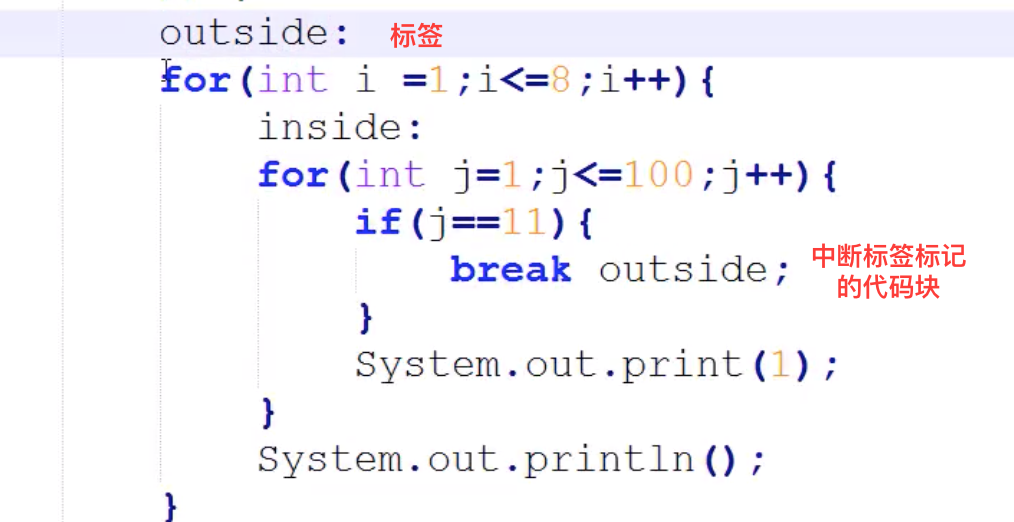 outside: 标签
for(int i =1;i<=8;i++){
inside:
for(int j=1;j<=100;j++){
if(j==11){
break outside; 中断标签标记
的代码块
}
System.out.print(1);
}
System.out.println();
}